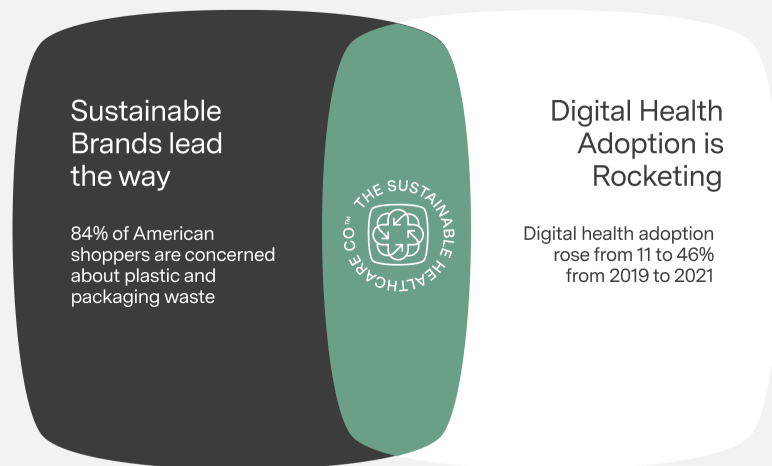 Sustainable
Brands lead
the way
84% of American
shoppers are concerned
about plastic and
packaging waste
THE SUSTAINABLE HEALTHCARE CO™
Digital Health
Adoption is
Rocketing
Digital health adoption
rose from 11 to 46%
from 2019 to 2021